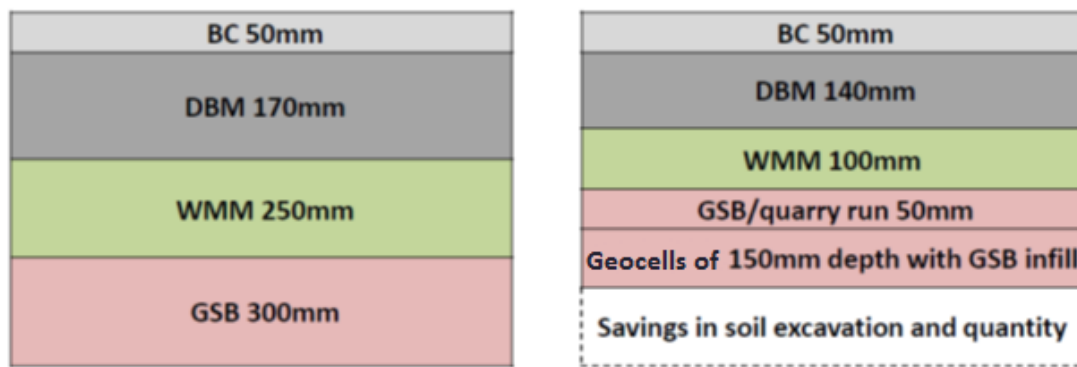 BC 50mm
DBM 170mm
WMM 250mm
GSB 300mm
BC 50mm
DBM 140mm
WMM 100mm
GSB/quarry run 50mm
Geocells of 150mm depth with GSB infill
Savings in soil excavation and quantity